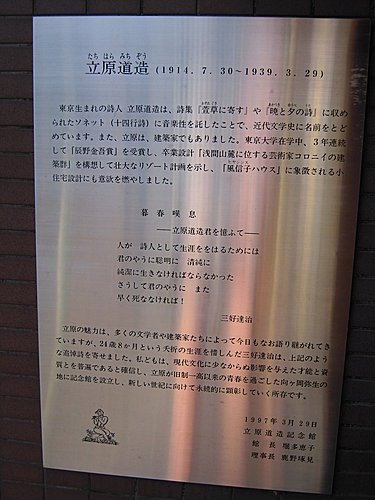 たちはらみちぞう
立原道造 (1914. 7. 30〜1939. 3. 29)
東京生まれの詩人 立原道造は、詩集『萱草に寄す』や『暁と夕の詩』に収め
られたソネット（十四行詩）に音楽性を託したことで、近代文学史に名前をとど
めています。また、立原は、建築家でもありました。東京大学在学中、3年連続
して「辰野金吾賞」を受賞し、卒業設計「浅間山麓に位する芸術家コロニイの建
築群」を構想して壮大なリゾート計画を示し、「風信子ハウス」に象徴される小
住宅設計にも意欲を燃やしました。
暮春嘆息
――立原道造君を憶ふて――
人が 詩人として生涯ををはるためには
君のやうに聡明に 清純に
純潔に生きなければならなかつた
さうして君のやうに また
早く死ななければ！
三好達治
立原の魅力は、多くの文学者や建築家たちによって今日もなお語り継がれてき
ていますが、24歳8か月という夭折の生涯を惜しんだ三好達治は、上記のよう
な追悼詩を寄せました。私どもは、現代文化に少なからぬ影響を与えた才能と資
質とを普遍であると確信し、立原が旧制一高以来の青春を過ごした向ヶ岡弥生の
地に記念館を設立し、新しい世紀に向けて永続的に顕彰していく所存です。
1997年3月29日
立原道造記念館
館長 堀多恵子
理事長 鹿野琢見